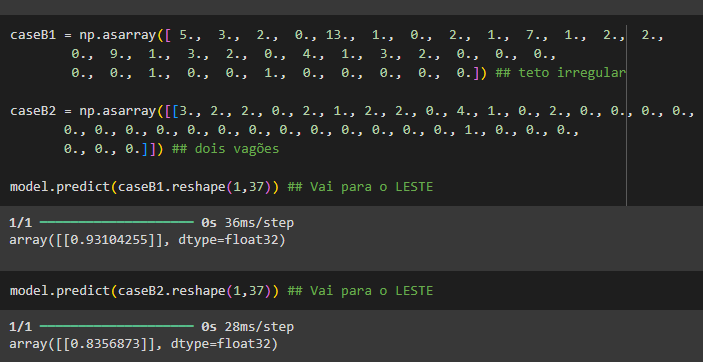 caseB1 = np.asarray([ 5., 3., 2., 0., 13., 1., 0., 2., 1., 7., 1., 2., 2.,
0., 9., 1., 3., 2., 0., 4., 1., 3., 2., 0., 0., 0.,
0., 0., 1., 0., 0., 1., 0., 0., 0., 0., 0.]) ## teto irregular
caseB2 = np.asarray([[3., 2., 2., 0., 2., 1., 2., 2., 0., 4., 1., 0., 2., 0., 0., 0., 0.,
0., 0., 0., 0., 0., 0., 0., 0., 0., 0., 0., 0., 0., 1., 0., 0., 0.,
0., 0., 0.]]) ## dois vagões
model.predict(caseB1.reshape(1,37)) ## Vai para o LESTE
1/1 ━━━━━━━━━━━━━━━━━━━━ 0s 36ms/step
array([[0.93104255]], dtype=float32)
model.predict(caseB2.reshape(1,37)) ## Vai para o LESTE
1/1 ━━━━━━━━━━━━━━━━━━━━ 0s 28ms/step
array([[0.8356873]], dtype=float32)